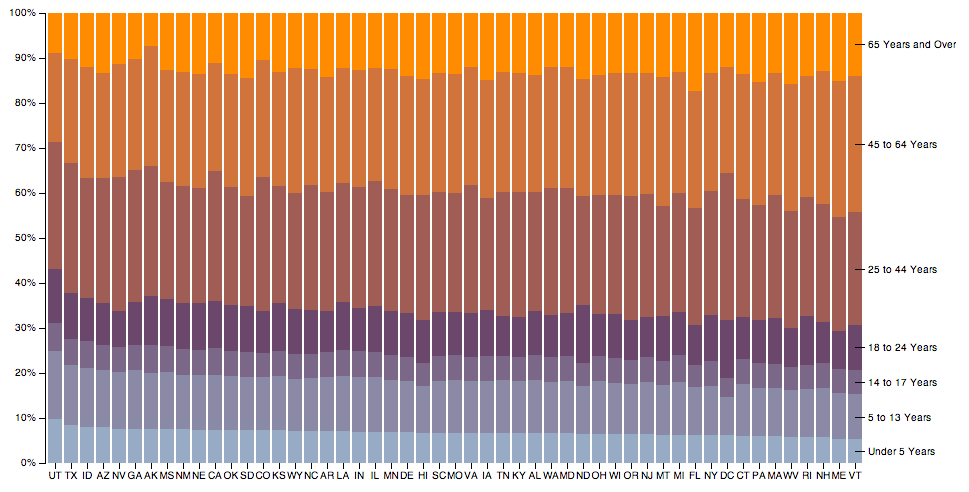 100%
90%
80%
70%
60%
50%
40%
30%
20%
10%
0%
65 Years and Over
45 to 64 Years
25 to 44 Years
18 to 24 Years
14 to 17 Years
5 to 13 Years
Under 5 Years
UT TX ID AZ NV GA AK MS NM NE CA OK SD CO KS WY NC AR LA IN IL MN DE HI SC MO VA IA TN KY AL WA MD ND OH WI OR NJ MT MI FL NY DC CT PA MA WV RI NH ME VT